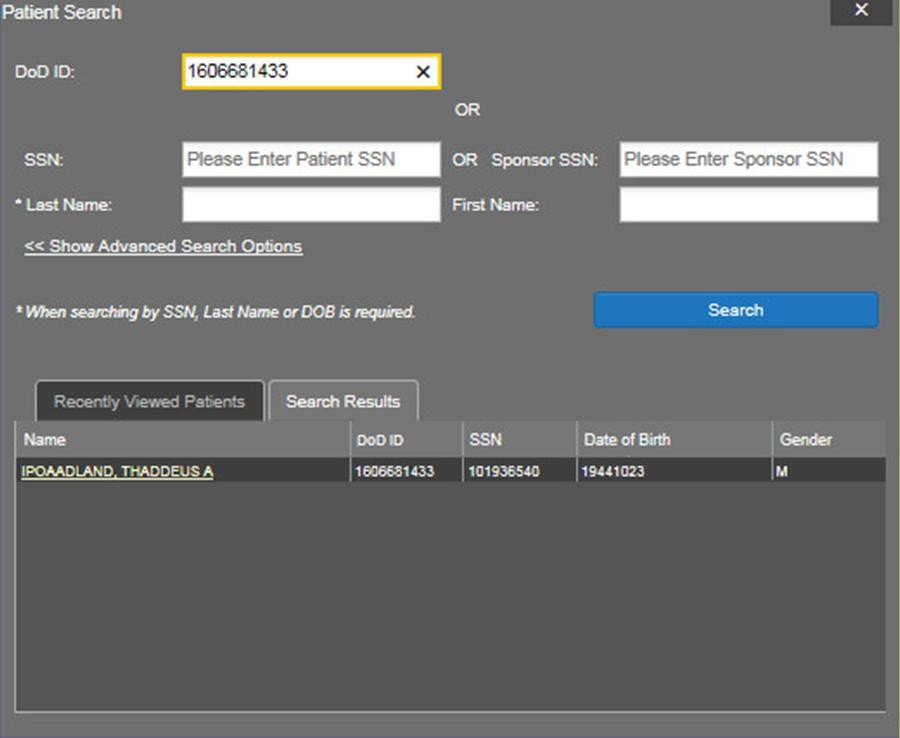 Patient Search ✕
DoD ID: 1606681433 ✕
OR
SSN: Please Enter Patient SSN OR Sponsor SSN: Please Enter Sponsor SSN
* Last Name: First Name:
<< Show Advanced Search Options
* When searching by SSN, Last Name or DOB is required. Search
Recently Viewed Patients Search Results
Name DoD ID SSN Date of Birth Gender
IPOAADLAND, THADDEUS A 1606681433 101936540 19441023 M